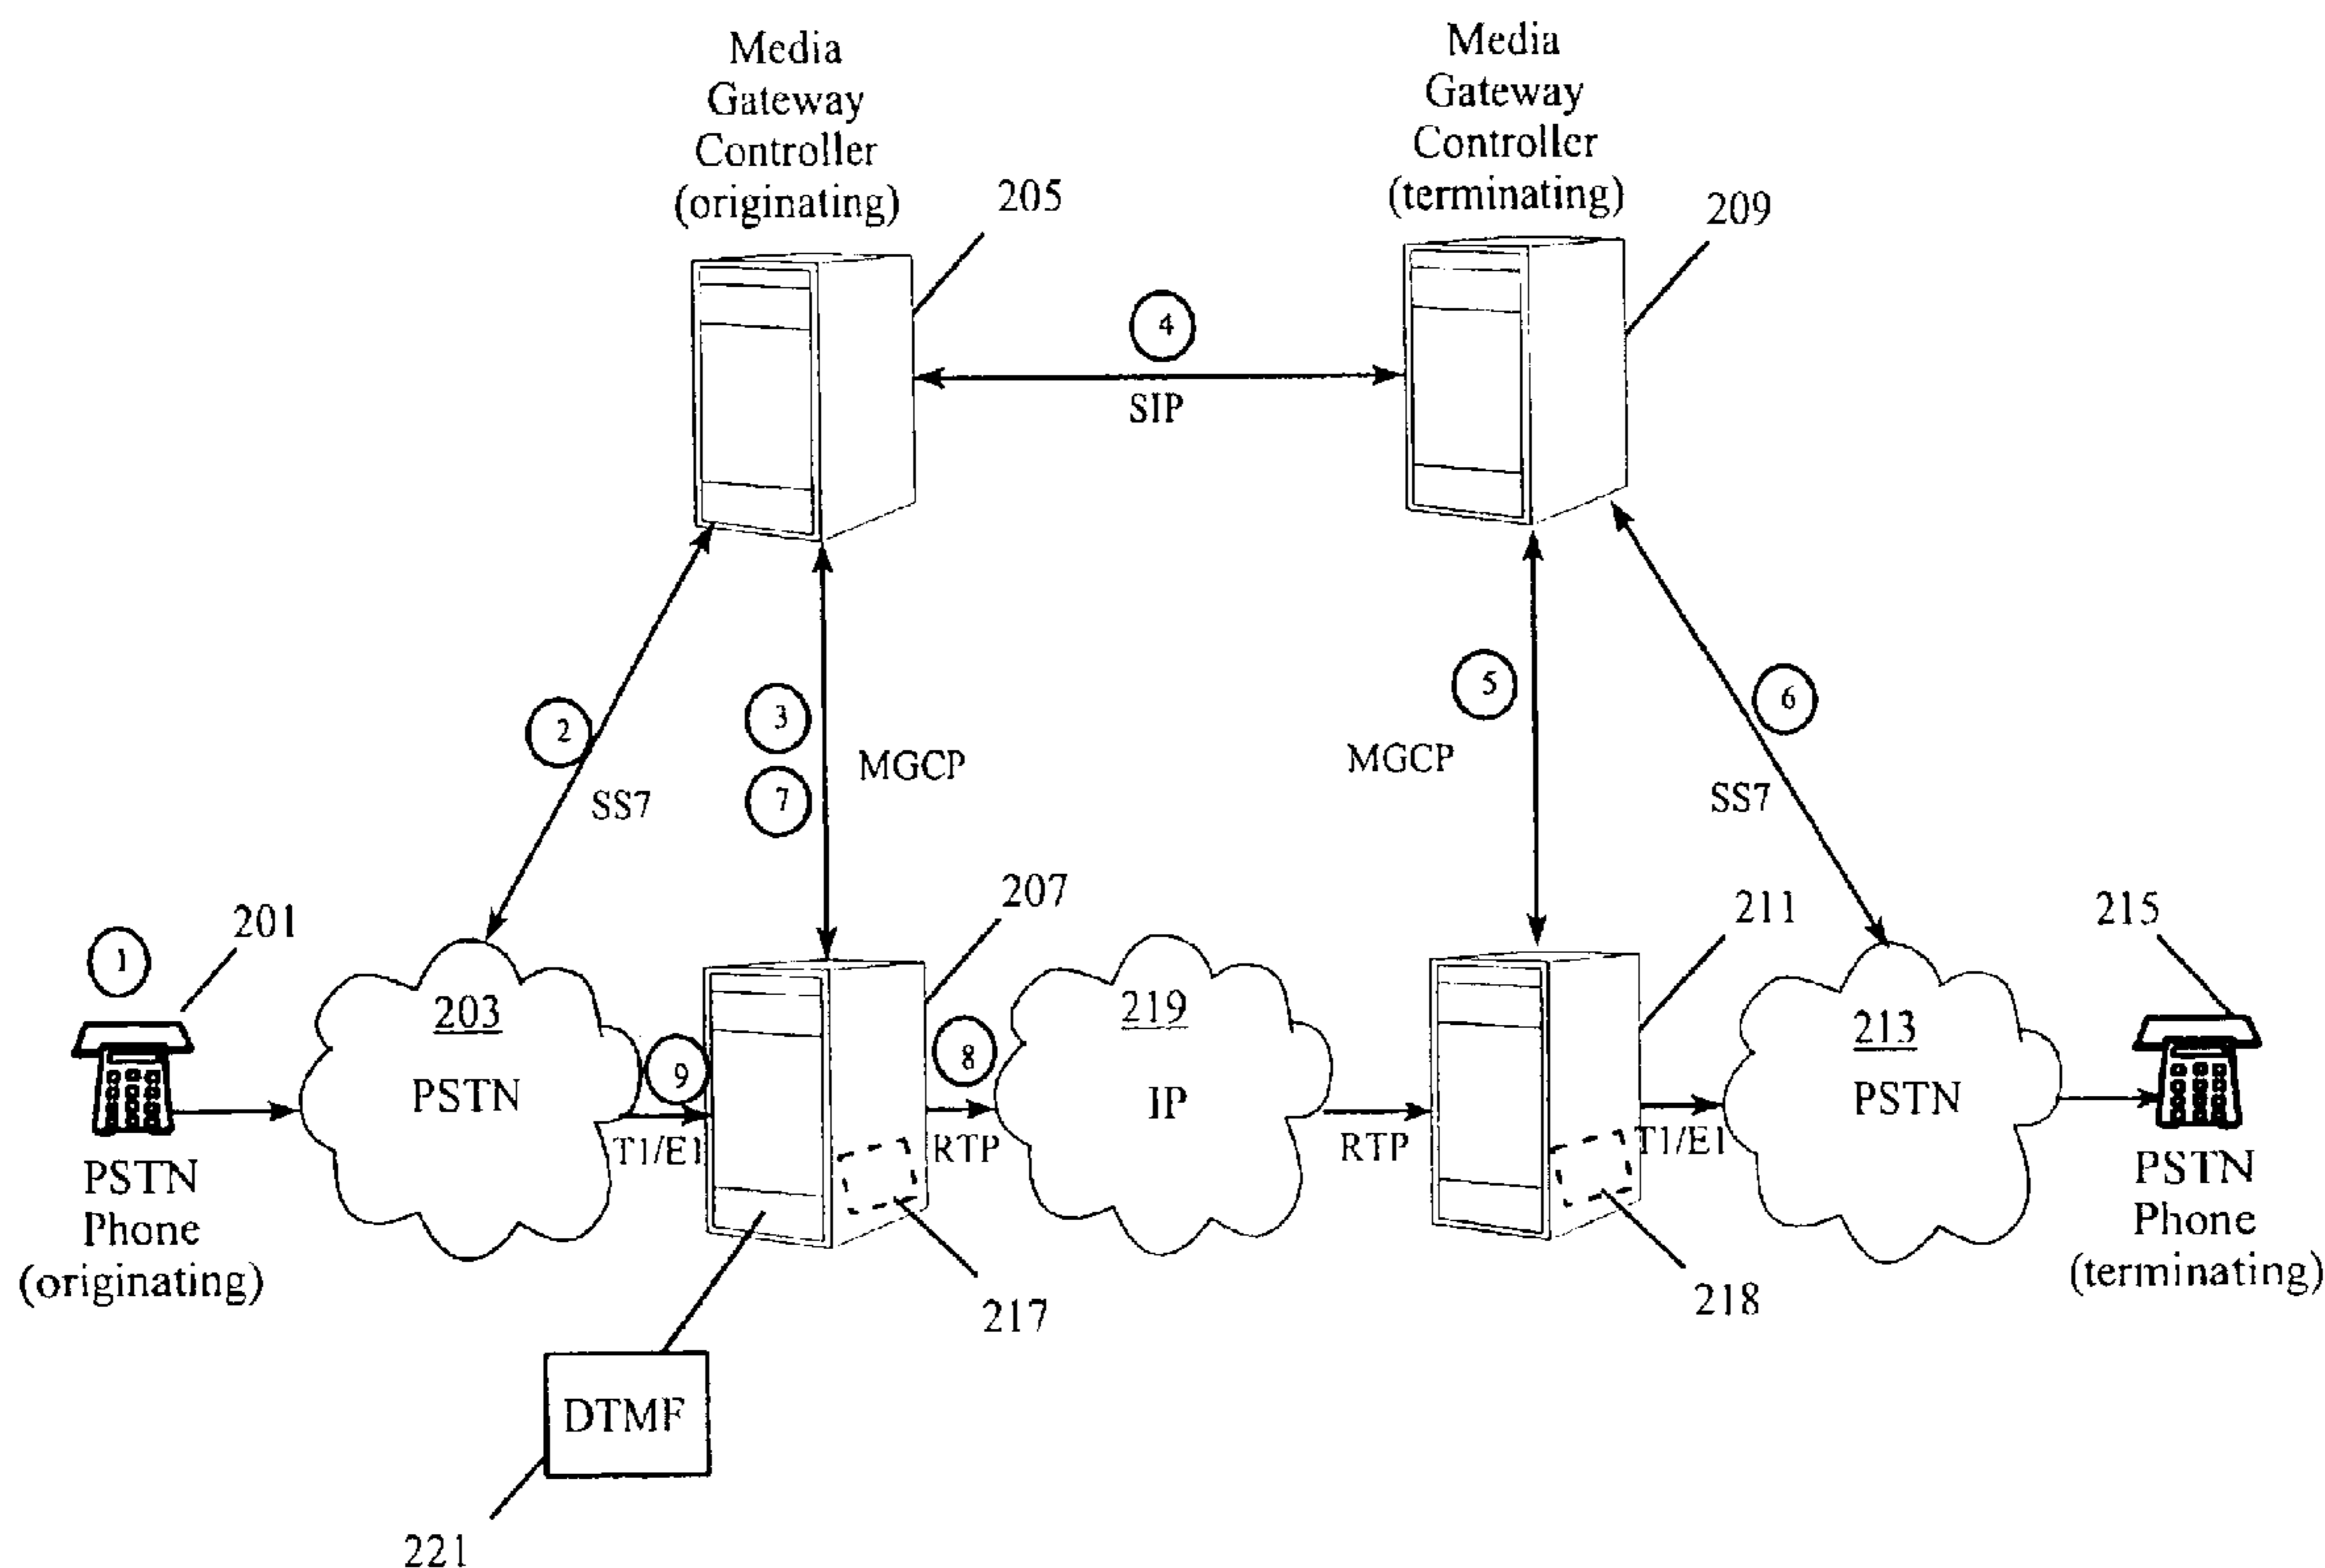 Media
Gateway
Controller
(originating)
205
Media
Gateway
Controller
(terminating)
209
4
SIP
2
SS7
3
7
MGCP
5
MGCP
6
SS7
1
201
203
PSTN
9
T1/E1
207
8
RTP
219
IP
RTP
211
T1/E1
213
PSTN
215
PSTN
Phone
(originating)
217
218
PSTN
Phone
(terminating)
DTMF
221